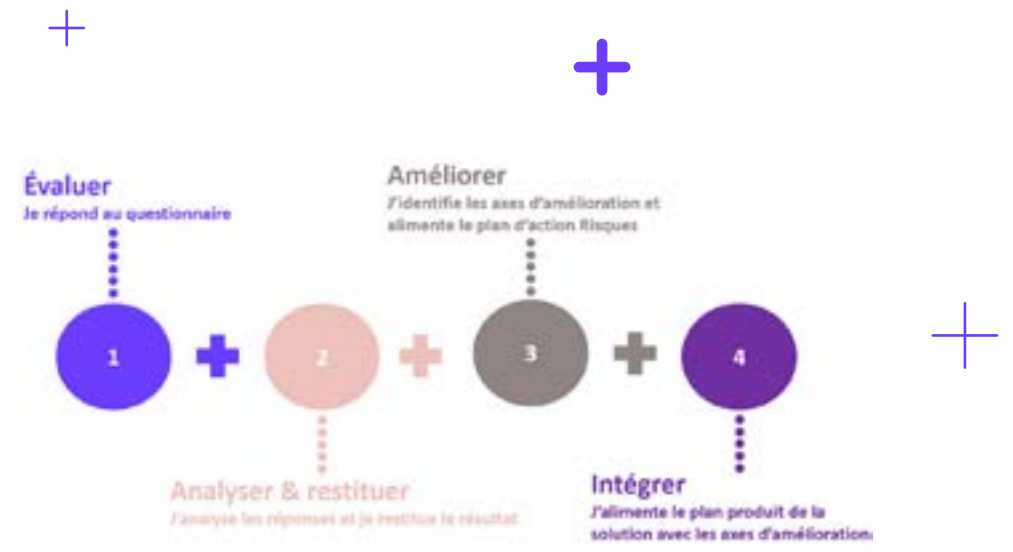 Évaluer
Je répond au questionnaire
Améliorer
J'identifie les axes d'amélioration et
alimente le plan d'action Risques
1
2
3
4
Analyser & restituer
J'analyse les réponses et je restitue le résultat
Intégrer
J'alimente le plan produit de la
solution avec les axes d'amélioration